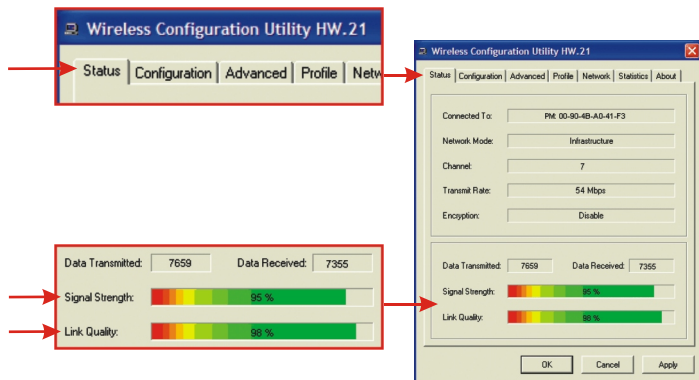 Wireless Configuration Utility HW.21
Status Configuration Advanced Profile Netw
Data Transmitted: 7659 Data Received: 7355
Signal Strength: 95 %
Link Quality: 98 %
Wireless Configuration Utility HW.21
Status Configuration Advanced Profile Network Statistics About
Connected To: PM: 00-90-4B-A0-41-F3
Network Mode: Infrastructure
Channel: 7
Transmit Rate: 54 Mbps
Encryption: Disable
Data Transmitted: 7659 Data Received: 7355
Signal Strength: 95 %
Link Quality: 98 %
OK Cancel Apply